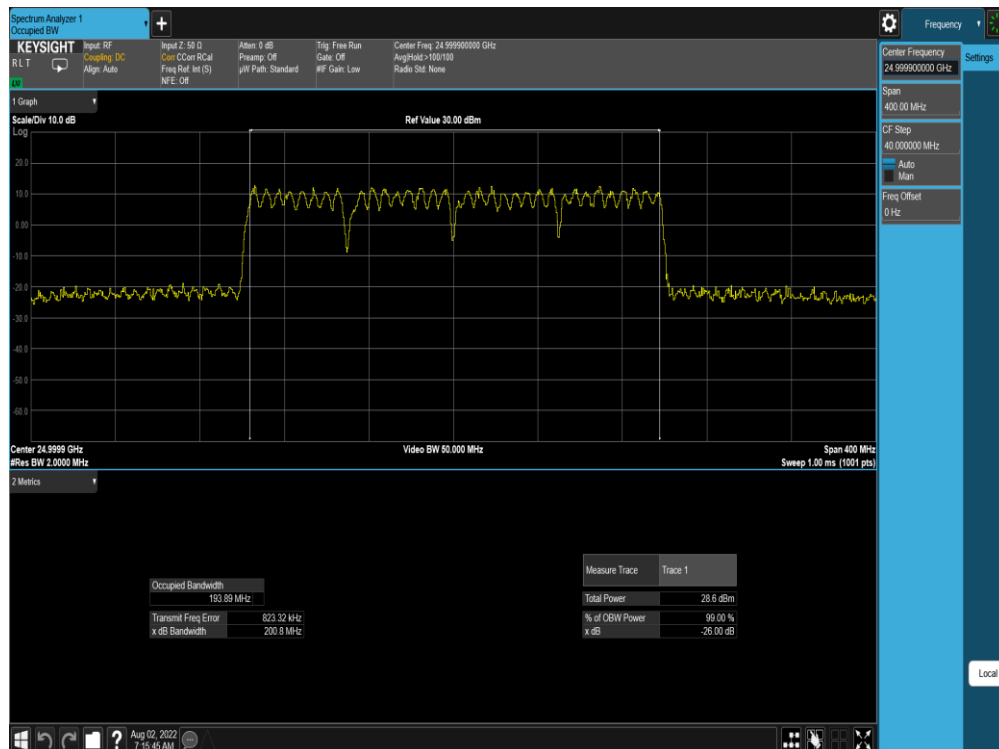 Spectrum Analyzer 1
Occupied BW
+
Frequency
KEYSIGHT
R L T
LXI
Input: RF
Coupling: DC
Align: Auto
Input Z: 50 Ω
Corr CCorr RCal
Freq Ref: Int (S)
NFE: Off
Atten: 0 dB
Preamp: Off
µW Path: Standard
Trig: Free Run
Gate: Off
#IF Gain: Low
Center Freq: 24.999900000 GHz
Avg|Hold:>100/100
Radio Std: None
Center Frequency
24.999900000 GHz
Settings
Span
400.00 MHz
CF Step
40.000000 MHz
Auto
Man
Freq Offset
0 Hz
1 Graph
Scale/Div 10.0 dB
Ref Value 30.00 dBm
Log
20.0
10.0
0.00
-10.0
-20.0
-30.0
-40.0
-50.0
-60.0
Center 24.9999 GHz
Video BW 50.000 MHz
Span 400 MHz
#Res BW 2.0000 MHz
Sweep 1.00 ms (1001 pts)
2 Metrics
Measure Trace Trace 1
Occupied Bandwidth
193.89 MHz
Total Power 28.6 dBm
Transmit Freq Error 823.32 kHz
% of OBW Power 99.00 %
x dB Bandwidth 200.8 MHz
x dB -26.00 dB
Local
?
Aug 02, 2022
7:15:45 AM